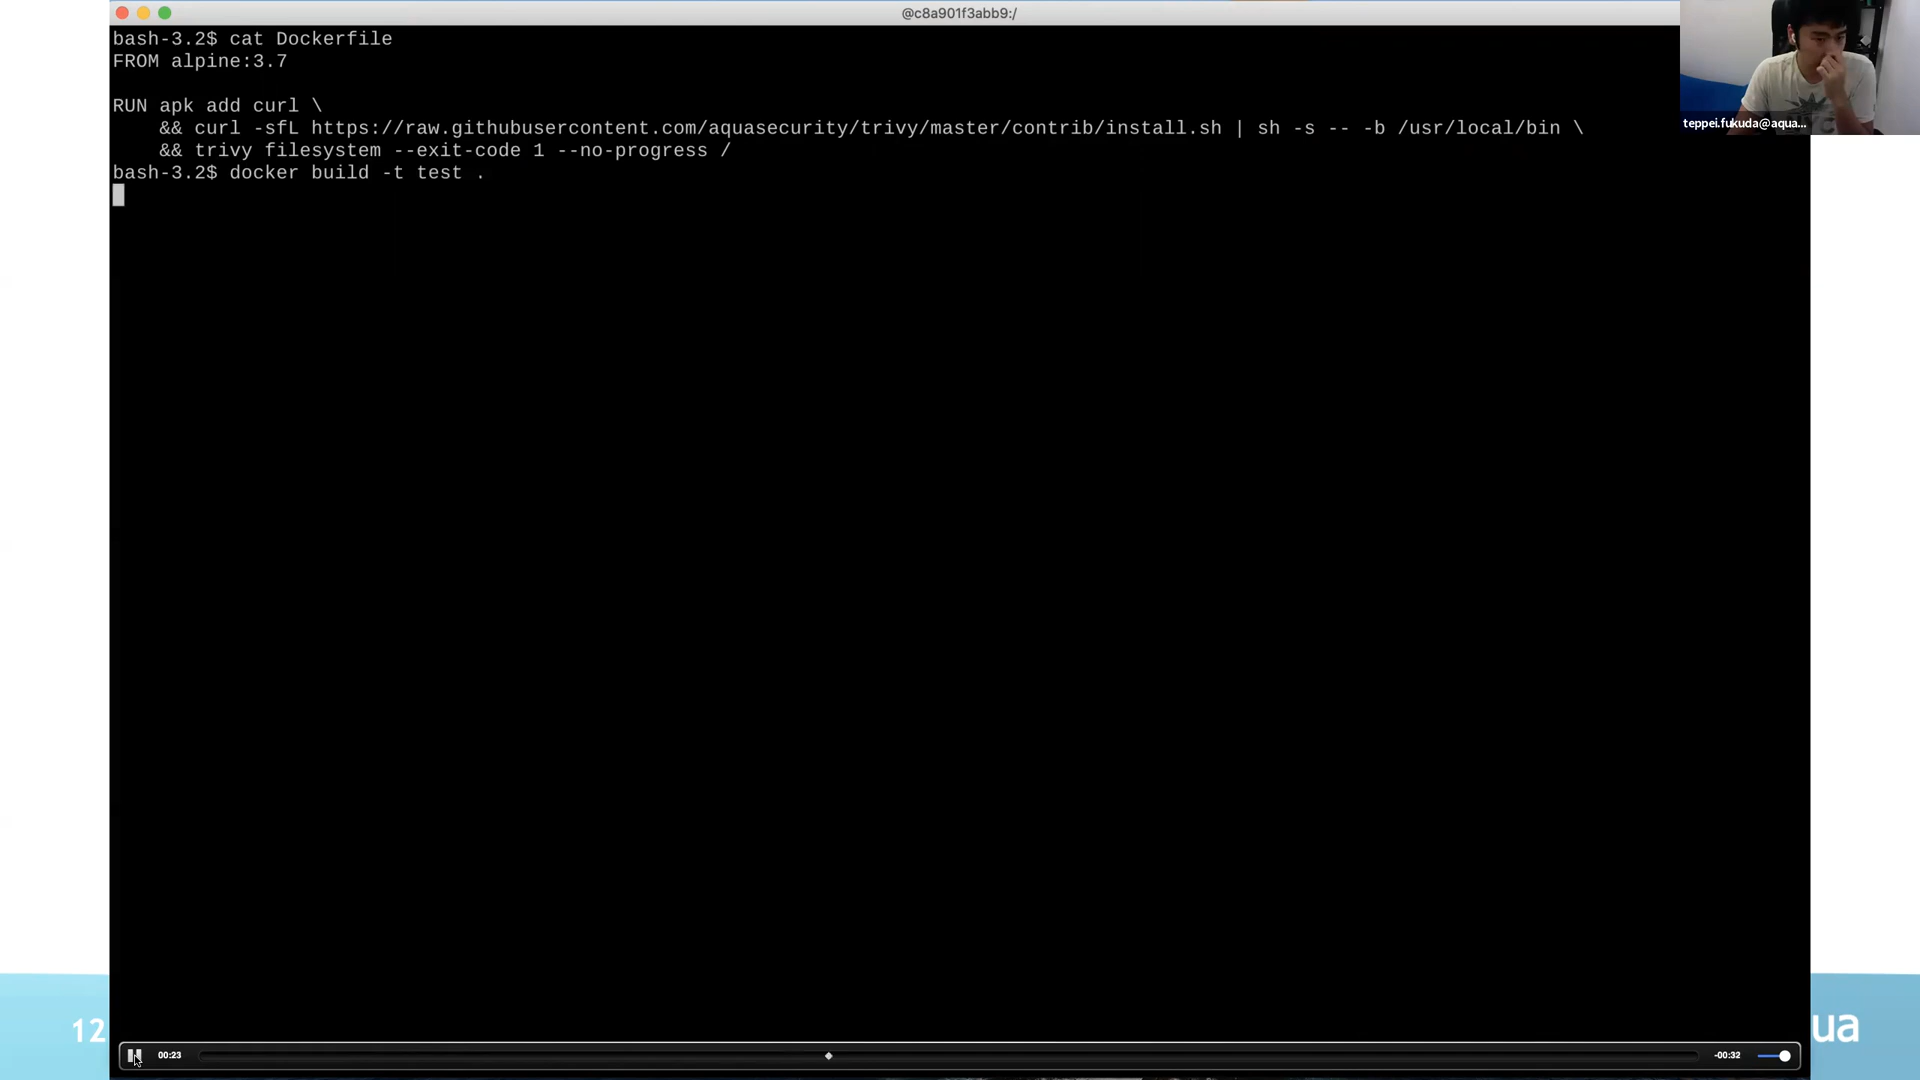 @c8a901f3abb9:/
bash-3.2$ cat Dockerfile
FROM alpine:3.7
RUN apk add curl \
&& curl -sfL https://raw.githubusercontent.com/aquasecurity/trivy/master/contrib/install.sh | sh -s -- -b /usr/local/bin \
&& trivy filesystem --exit-code 1 --no-progress /
bash-3.2$ docker build -t test .
teppei.fukuda@aqua...
12
ua
00:23
-00:32